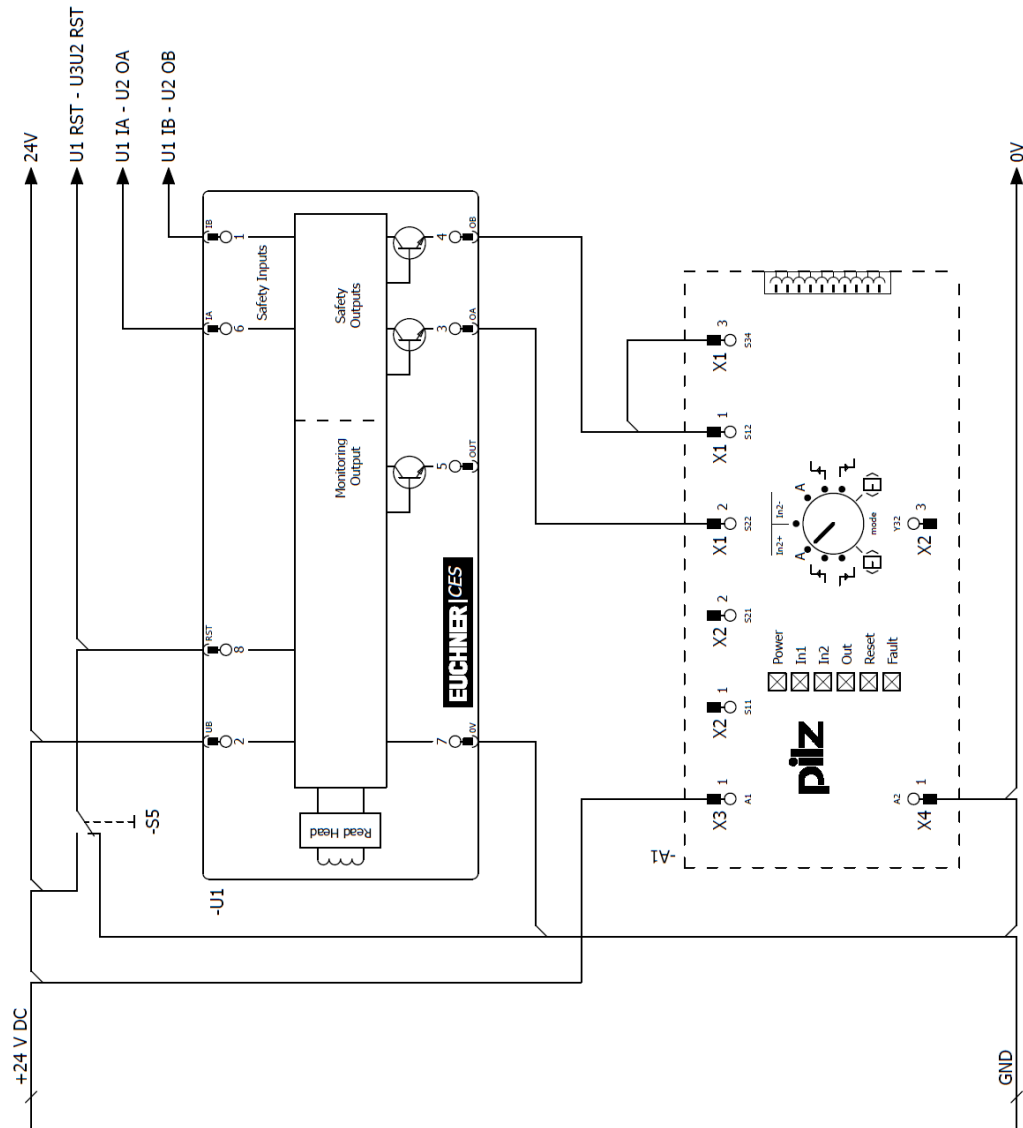 24V
U1 RST - U3U2 RST
U1 IA - U2 OA
U1 IB - U2 OB
+24 V DC
GND
0V
-S5
-U1
UB
2
RST
8
IA
6
IB
1
Safety Inputs
Read Head
Monitoring
Output
Safety
Outputs
EUCHNER CES
7
0V
5
OUT
3
OA
4
OB
-A1
X3
1
A1
X2
1
S11
X2
2
S21
X1
2
S22
X1
1
S12
X1
3
S34
pilz
Power
In1
In2
Out
Reset
Fault
In2+
In2-
A
A
mode
X4
1
A2
X2
3
Y32